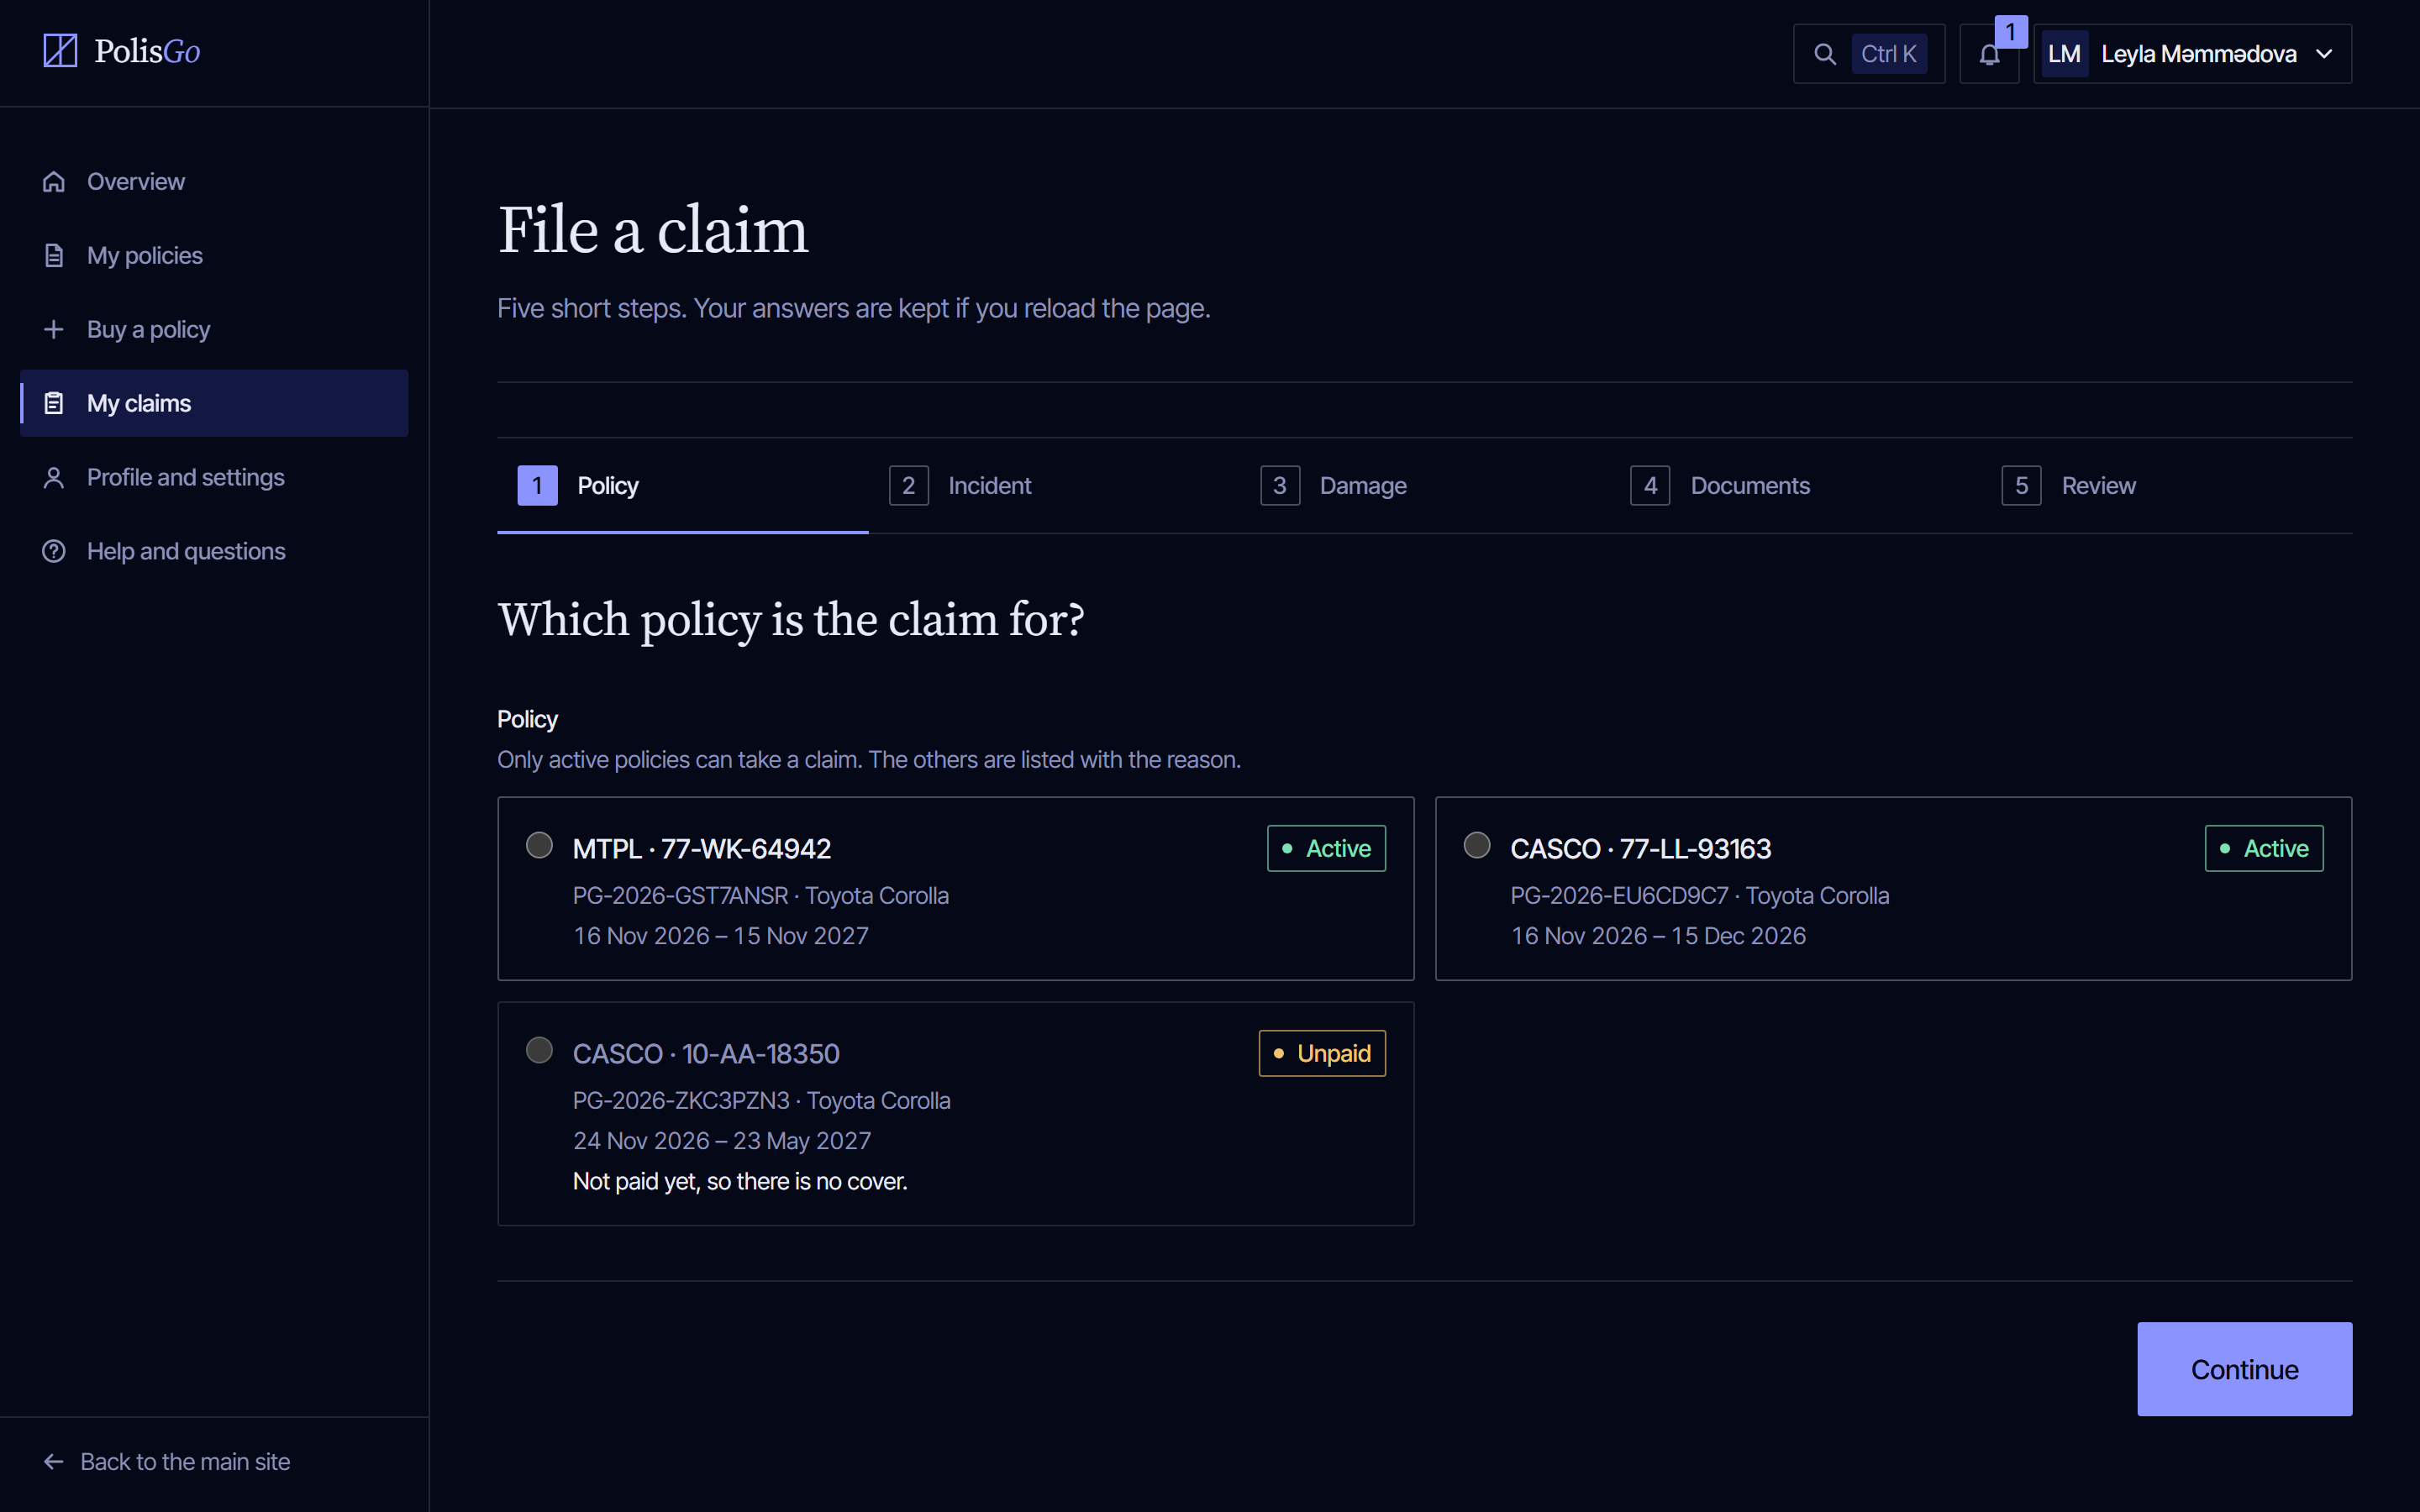 PolisGo
Ctrl K
1
LM Leyla Məmmədova
Overview
My policies
Buy a policy
My claims
Profile and settings
Help and questions
Back to the main site
File a claim
Five short steps. Your answers are kept if you reload the page.
1 Policy
2 Incident
3 Damage
4 Documents
5 Review
Which policy is the claim for?
Policy
Only active policies can take a claim. The others are listed with the reason.
MTPL · 77-WK-64942
Active
PG-2026-GST7ANSR · Toyota Corolla
16 Nov 2026 – 15 Nov 2027
CASCO · 77-LL-93163
Active
PG-2026-EU6CD9C7 · Toyota Corolla
16 Nov 2026 – 15 Dec 2026
CASCO · 10-AA-18350
Unpaid
PG-2026-ZKC3PZN3 · Toyota Corolla
24 Nov 2026 – 23 May 2027
Not paid yet, so there is no cover.
Continue